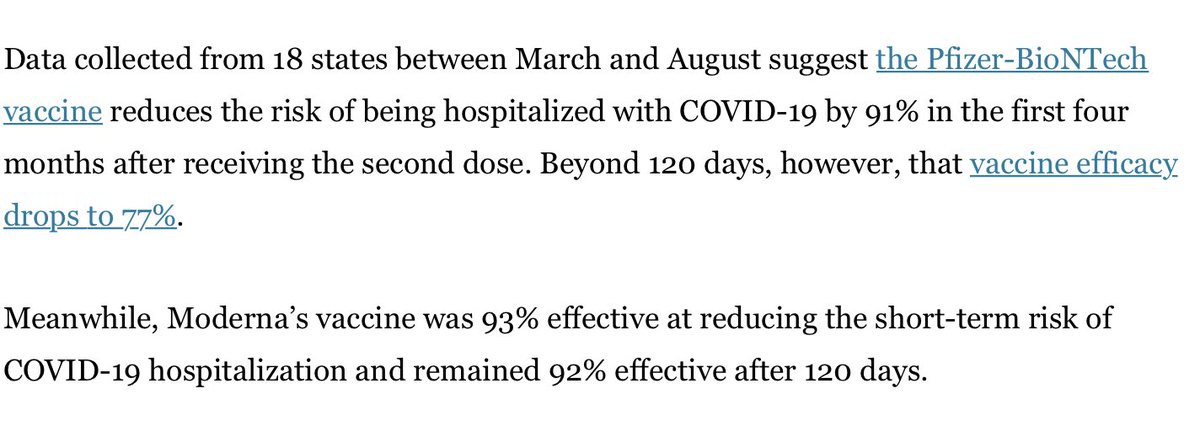 Data collected from 18 states between March and August suggest the Pfizer-BioNTech
vaccine reduces the risk of being hospitalized with COVID-19 by 91% in the first four
months after receiving the second dose. Beyond 120 days, however, that vaccine efficacy
drops to 77%.
Meanwhile, Moderna’s vaccine was 93% effective at reducing the short-term risk of
COVID-19 hospitalization and remained 92% effective after 120 days.